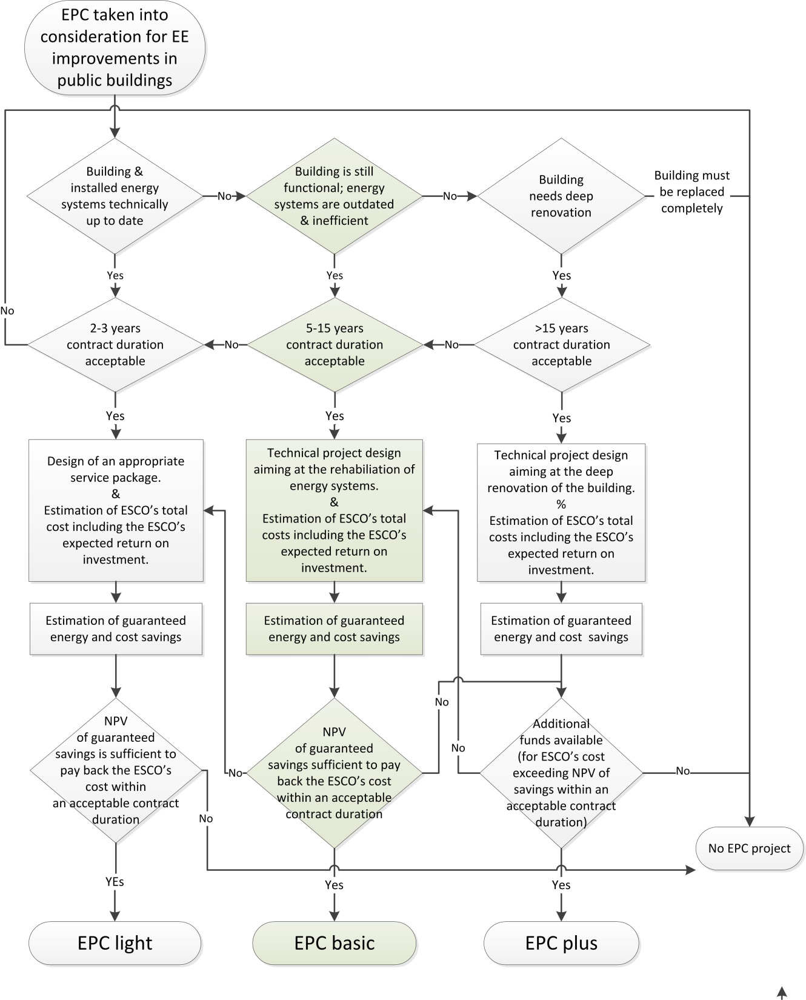 EPC taken into
consideration for EE
improvements in
public buildings
Building &
installed energy
systems technically
up to date
No
Building is still
functional; energy
systems are outdated
& inefficient
No
Building
needs deep
renovation
Building must
be replaced
completely
Yes
Yes
Yes
No
2-3 years
contract duration
acceptable
No
5-15 years
contract duration
acceptable
No
>15 years
contract duration
acceptable
Yes
Yes
Yes
Design of an appropriate
service package.
&
Estimation of ESCO's total
cost including the ESCO's
expected return on
investment.
Technical project design
aiming at the rehabiliation of
energy systems.
&
Estimation of ESCO's total
costs including the ESCO's
expected return on
investment.
Technical project design
aiming at the deep
renovation of the building.
%
Estimation of ESCO's total
costs including the ESCO's
expected return on
investment.
Estimation of guaranteed
energy and cost savings
Estimation of guaranteed
energy and cost savings
Estimation of guaranteed
energy and cost savings
NPV
of guaranteed
savings is sufficient to
pay back the ESCO's
cost within
an acceptable contract
duration
No
No
NPV
of guaranteed
savings sufficient to pay
back the ESCO's cost
within an acceptable
contract duration
No
No
Additional
funds available
(for ESCO's cost
exceeding NPV of
savings within an
acceptable contract
duration)
No
No EPC project
YEs
Yes
Yes
EPC light
EPC basic
EPC plus